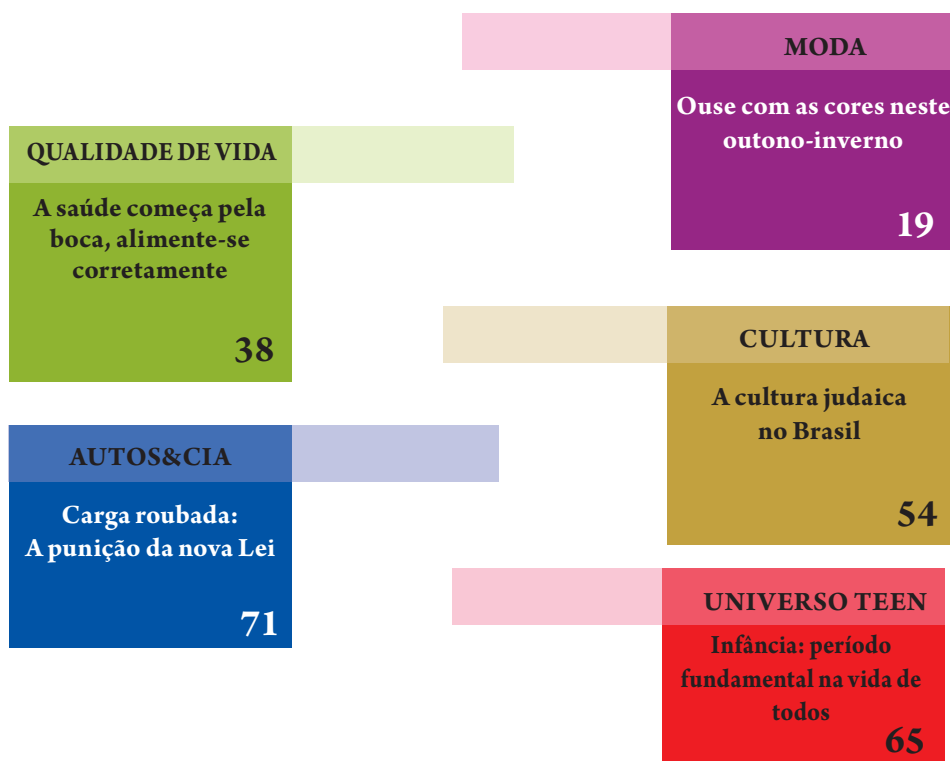 MODA
Ouse com as cores neste
outono-inverno
19
QUALIDADE DE VIDA
A saúde começa pela
boca, alimente-se
corretamente
38
CULTURA
A cultura judaica
no Brasil
54
AUTOS&CIA
Carga roubada:
A punição da nova Lei
71
UNIVERSO TEEN
Infância: período
fundamental na vida de
todos
65